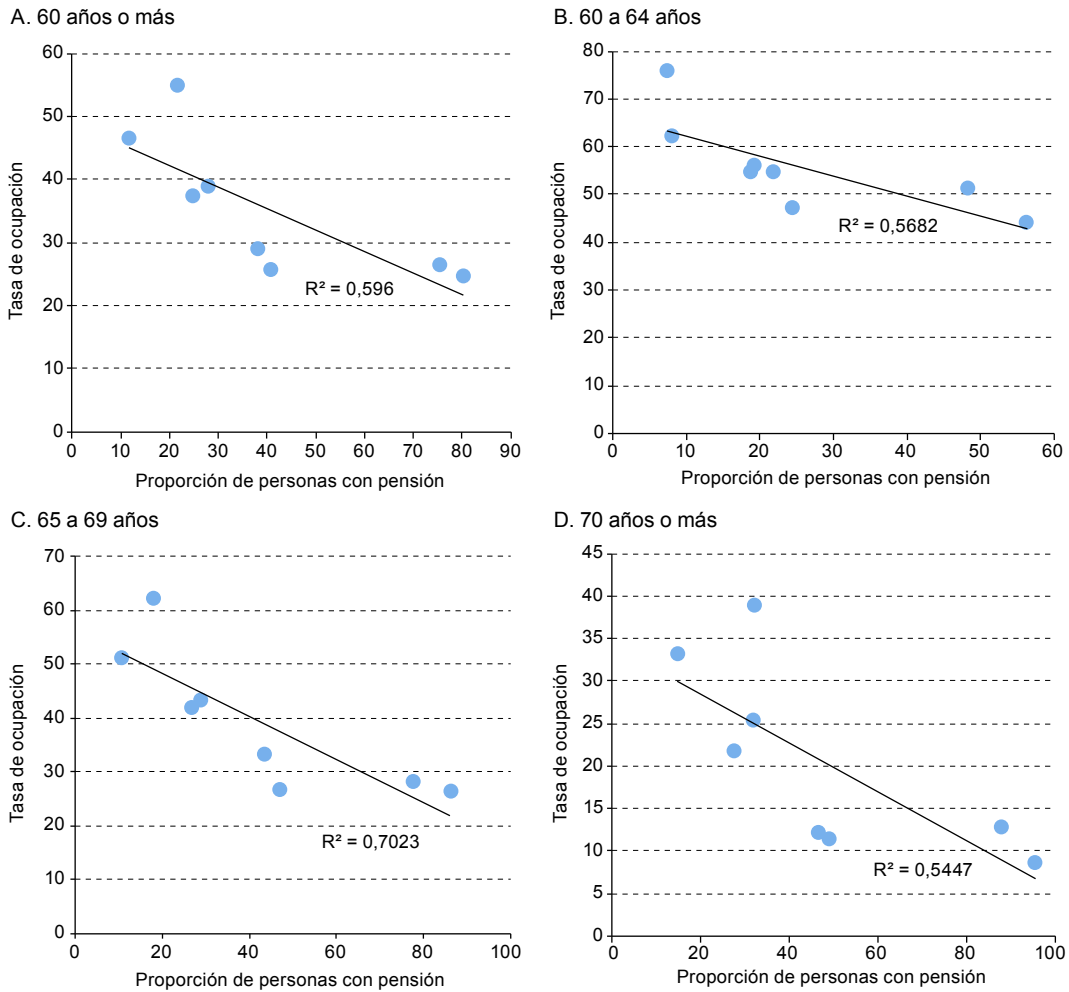 A. 60 años o más
60
50
40
30
20
10
0
Tasa de ocupación
R² = 0,596
0 10 20 30 40 50 60 70 80 90
Proporción de personas con pensión
B. 60 a 64 años
80
70
60
50
40
30
20
10
0
Tasa de ocupación
R² = 0,5682
0 10 20 30 40 50 60
Proporción de personas con pensión
C. 65 a 69 años
70
60
50
40
30
20
10
0
Tasa de ocupación
R² = 0,7023
0 20 40 60 80 100
Proporción de personas con pensión
D. 70 años o más
45
40
35
30
25
20
15
10
5
0
Tasa de ocupación
R² = 0,5447
0 20 40 60 80 100
Proporción de personas con pensión